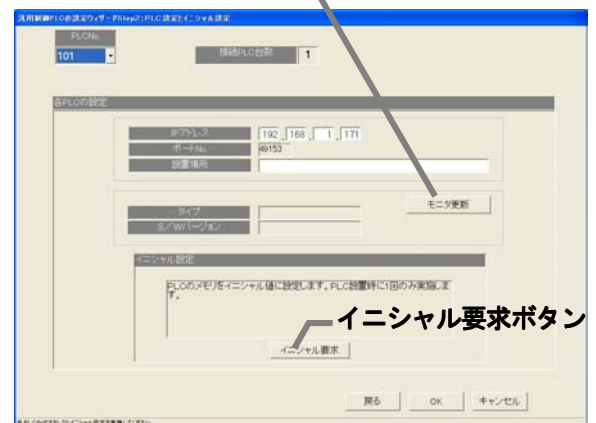 汎用制御PLCの設定ウィザードStep2:PLC設定とイニシャル設定
PLCNo
101
接続PLC台数 1
各PLCの設定
IPアドレス 192 . 168 . 1 . 171
ポートNo 49153
設置場所
モニタ更新
タイプ
S/Wバージョン
イニシャル設定
PLCのメモリをイニシャル値に設定します。PLC設置時に1回のみ実施しま
す。
イニシャル要求ボタン
イニシャル要求
戻る OK キャンセル